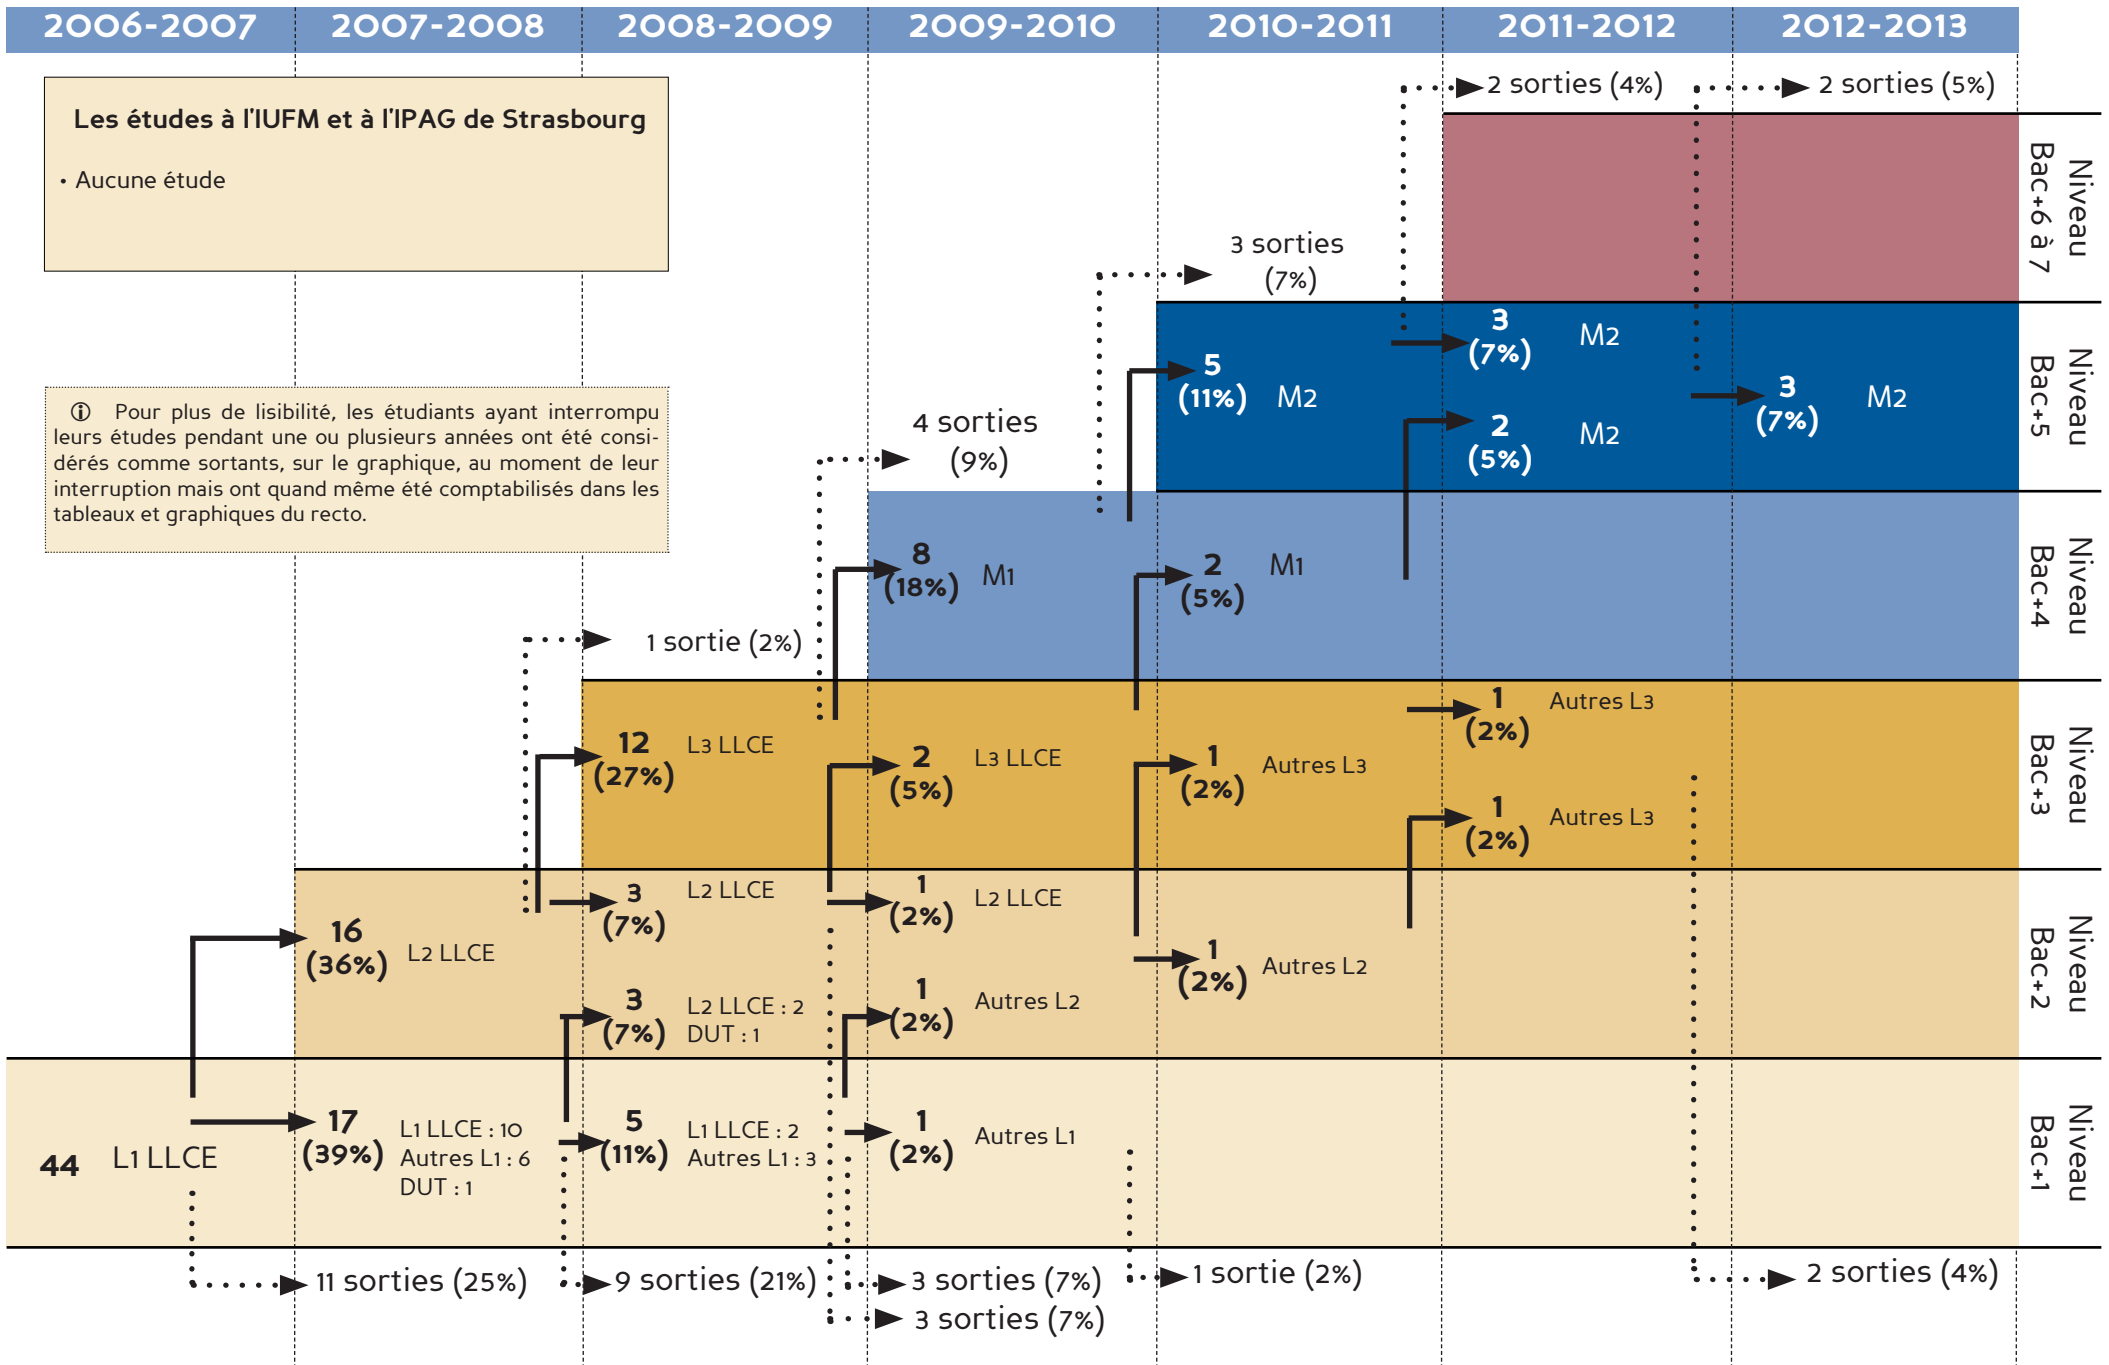 2006-2007 2007-2008 2008-2009 2009-2010 2010-2011 2011-2012 2012-2013
Les études à l'IUFM et à l'IPAG de Strasbourg
• Aucune étude
Pour plus de lisibilité, les étudiants ayant interrompu
leurs études pendant une ou plusieurs années ont été consi-
dérés comme sortants, sur le graphique, au moment de leur
interruption mais ont quand même été comptabilisés dans les
tableaux et graphiques du recto.
2 sorties (4%)
2 sorties (5%)
Niveau
Bac+6 à 7
3 sorties
(7%)
5
(11%)
M2
3
(7%)
M2
2
(5%)
M2
3
(7%)
M2
Niveau
Bac+5
4 sorties
(9%)
8
(18%)
M1
2
(5%)
M1
Niveau
Bac+4
1 sortie (2%)
12
(27%)
L3 LLCE
2
(5%)
L3 LLCE
1
(2%)
Autres L3
1
(2%)
Autres L3
1
(2%)
Autres L3
Niveau
Bac+3
16
(36%)
L2 LLCE
3
(7%)
L2 LLCE
3
(7%)
L2 LLCE : 2
DUT : 1
1
(2%)
L2 LLCE
1
(2%)
Autres L2
1
(2%)
Autres L2
Niveau
Bac+2
44
L1 LLCE
17
(39%)
L1 LLCE : 10
Autres L1 : 6
DUT : 1
5
(11%)
L1 LLCE : 2
Autres L1 : 3
1
(2%)
Autres L1
Niveau
Bac+1
11 sorties (25%)
9 sorties (21%)
3 sorties (7%)
3 sorties (7%)
1 sortie (2%)
2 sorties (4%)